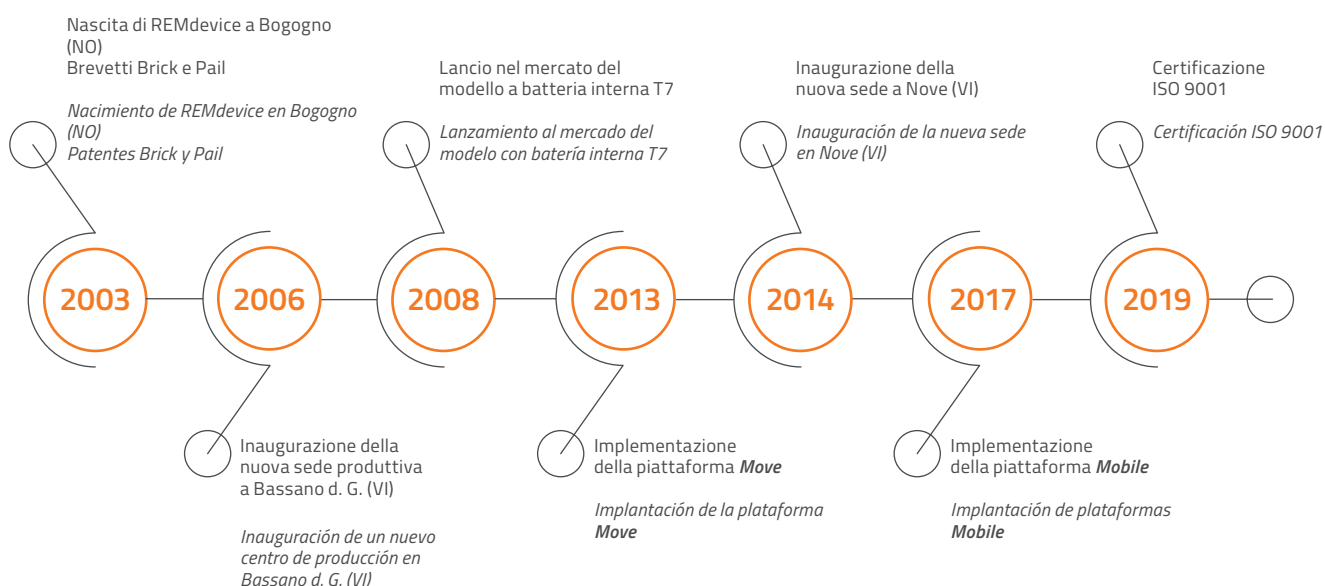 Nascita di REMdevice a Bogogno
(NO)
Brevetti Brick e Pail
Nacimiento de REMdevice en Bogogno
(NO)
Patentes Brick y Pail
Lancio nel mercato del
modello a batteria interna T7
Lanzamiento al mercado del
modelo con batería interna T7
Inaugurazione della
nuova sede a Nove (VI)
Inauguración de la nueva sede
en Nove (VI)
Certificazione
ISO 9001
Certificación ISO 9001
2003
2006
2008
2013
2014
2017
2019
Inaugurazione della
nuova sede produttiva
a Bassano d. G. (VI)
Inauguración de un nuevo
centro de producción en
Bassano d. G. (VI)
Implementazione
della piattaforma Move
Implantación de la plataforma
Move
Implementazione
della piattaforma Mobile
Implantación de plataformas
Mobile